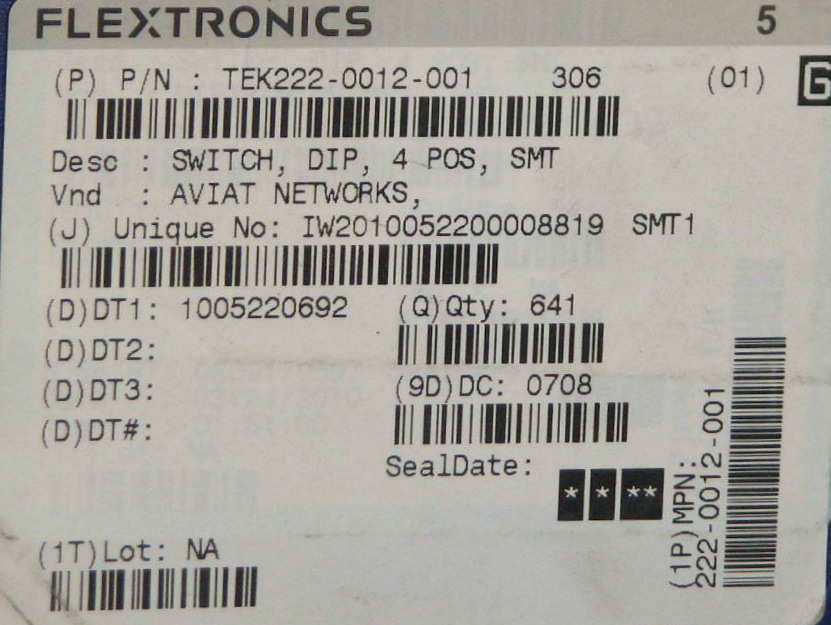 FLEXTRONICS 5
(P) P/N : TEK222-0012-001 306 (01) G
Desc : SWITCH, DIP, 4 POS, SMT
Vnd : AVIAT NETWORKS,
(J) Unique No: IW2010052200008819 SMT1
(D)DT1: 1005220692 (Q)Qty: 641
(D)DT2:
(D)DT3: (9D)DC: 0708
(D)DT#:
SealDate: * * **
(1T)Lot: NA
(1P)MPN:
222-0012-001